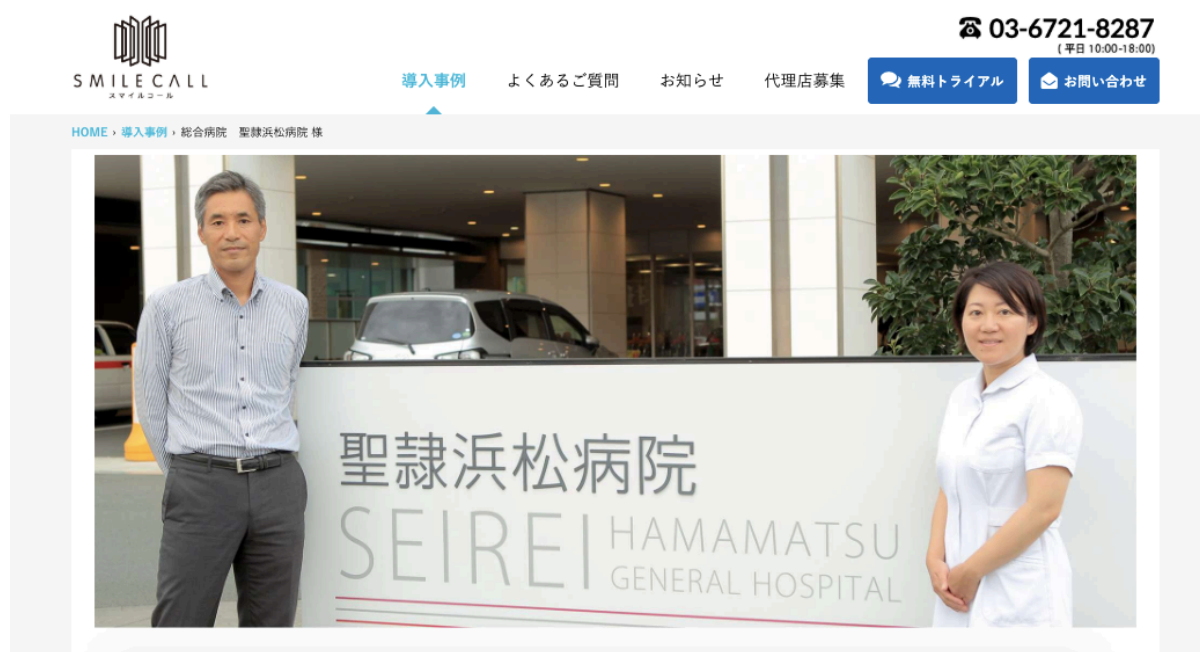 SMILECALL
スマイルコール
03-6721-8287
( 平日 10:00-18:00)
導入事例
よくあるご質問
お知らせ
代理店募集
無料トライアル
お問い合わせ
HOME › 導入事例 › 総合病院　聖隷浜松病院 様
聖隷浜松病院
SEIREI HAMAMATSU
GENERAL HOSPITAL